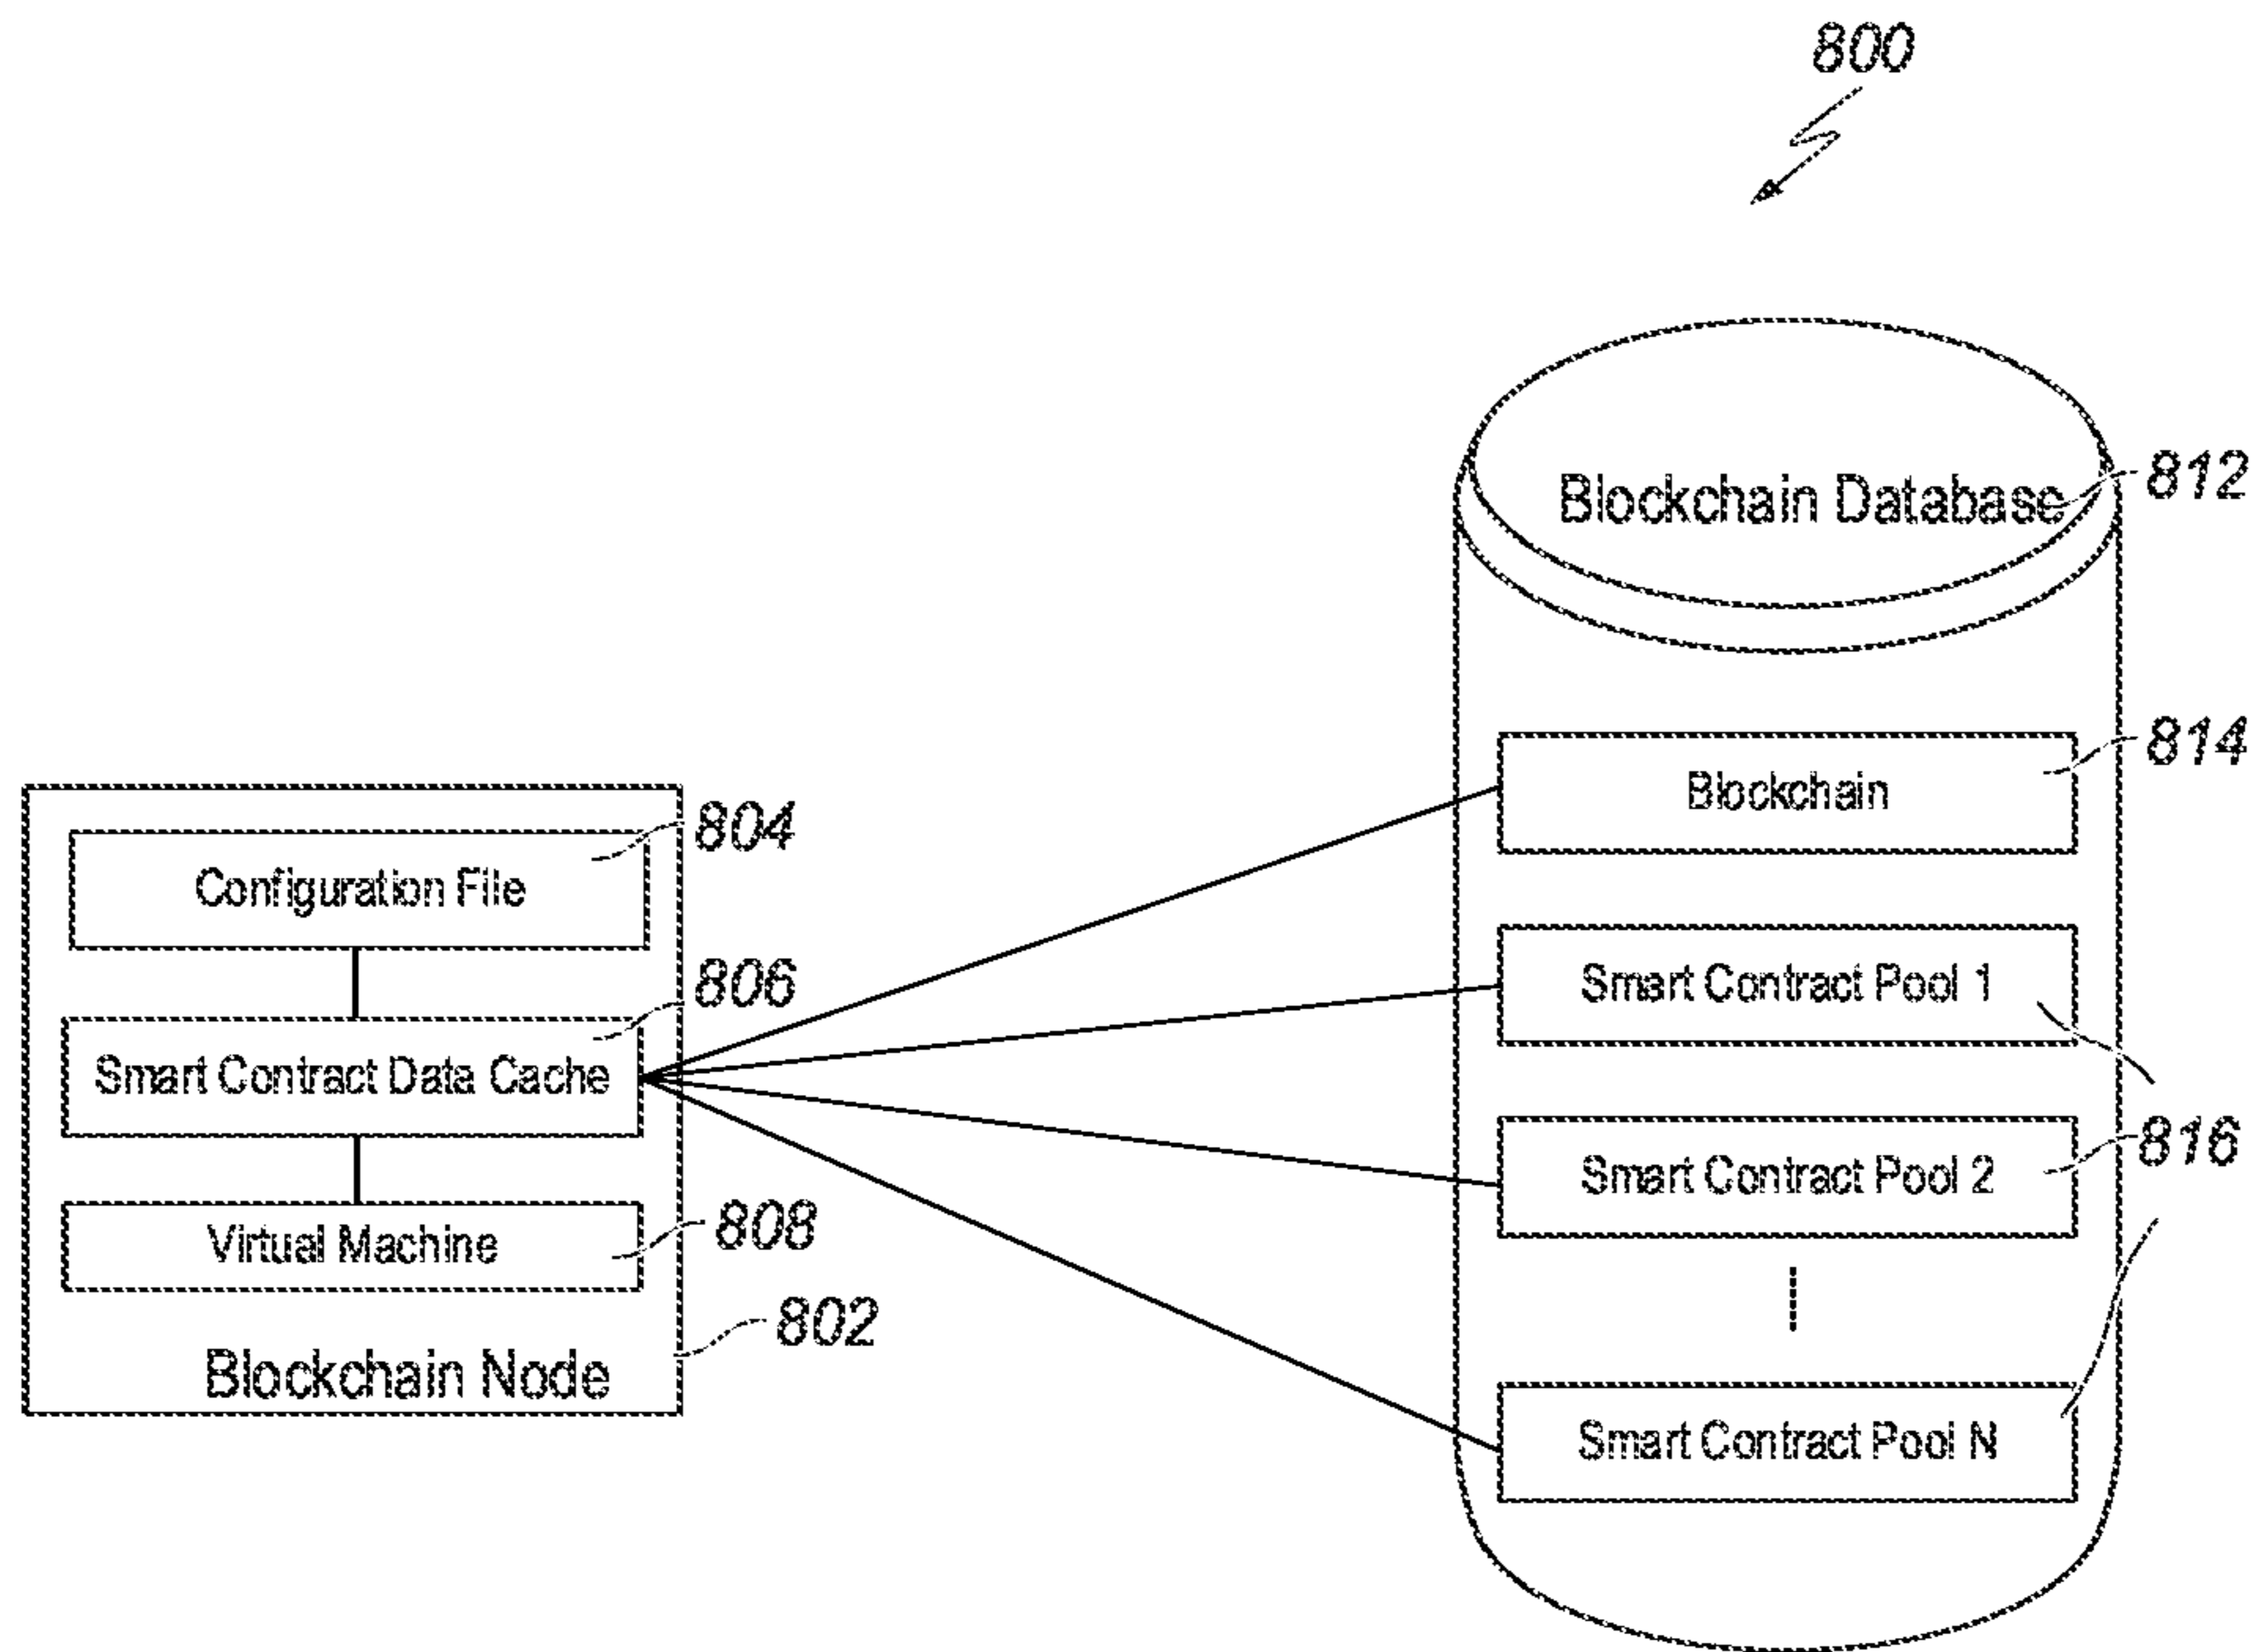 800
Blockchain Database
812
Blockchain
814
Configuration File
804
Smart Contract Data Cache
806
Virtual Machine
808
Blockchain Node
802
Smart Contract Pool 1
Smart Contract Pool 2
816
Smart Contract Pool N